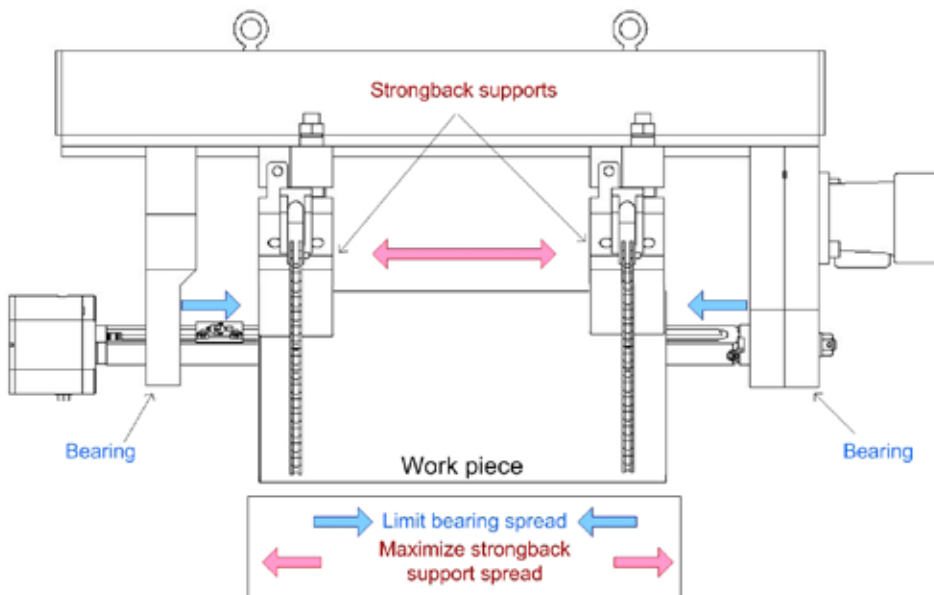 Strongback supports
Bearing
Bearing
Work piece
Limit bearing spread
Maximize strongback
support spread